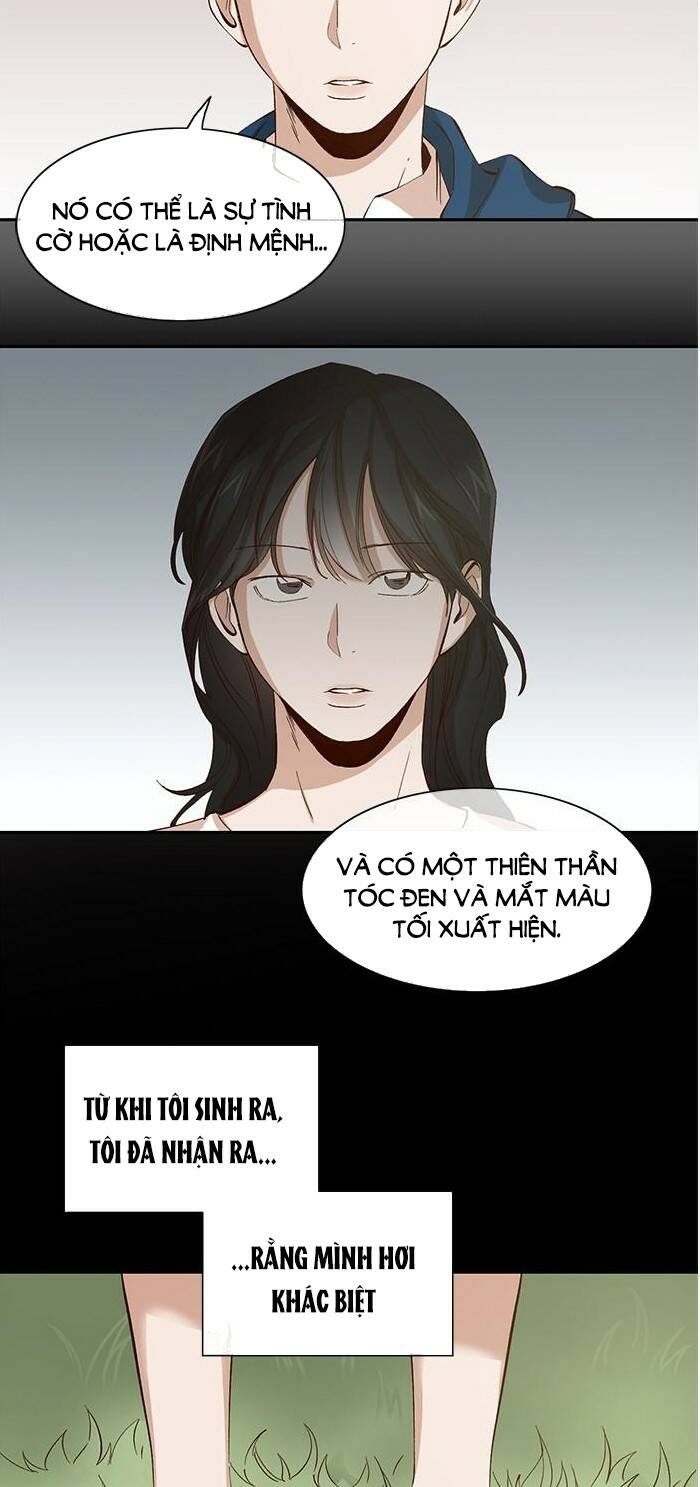 NÓ CÓ THỂ LÀ SỰ TÌNH
CỜ HOẶC LÀ ĐỊNH MỆNH...
VÀ CÓ MỘT THIÊN THẦN
TÓC ĐEN VÀ MẮT MÀU
TỐI XUẤT HIỆN.
TỪ KHI TÔI SINH RA,
TÔI ĐÃ NHẬN RA...
...RẰNG MÌNH HƠI
KHÁC BIỆT